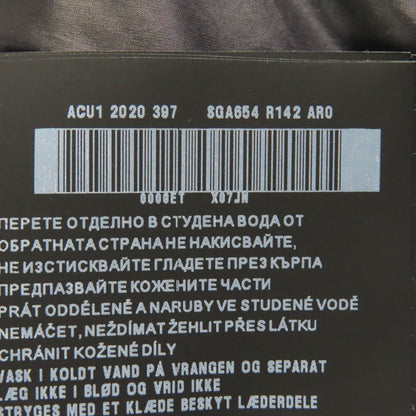 ACU1 2020 397 SGA654 R142 AR0
0000ET X07JN
ПЕРЕТЕ ОТДЕЛНО В СТУДЕНА ВОДА ОТ
ОБРАТНАТА СТРАНА НЕ НАКИСВАЙТЕ,
НЕ ИЗСТИСКВАЙТЕ ГЛАДЕТЕ ПРЕЗ КЪРПА
ПРЕДПАЗВАЙТЕ КОЖЕНИТЕ ЧАСТИ
PRÁT ODDĚLENĚ A NARUBY VE STUDENÉ VODĚ
NEMÁČET, NEŽDÍMAT ŽEHLIT PŘES LÁTKU
CHRÁNIT KOŽENÉ DÍLY
VASK I KOLDT VAND PÅ VRANGEN OG SEPARAT
LÆG IKKE I BLØD OG VRID IKKE
STRYGES MED ET KLÆDE BESKYT LÆDERDELE